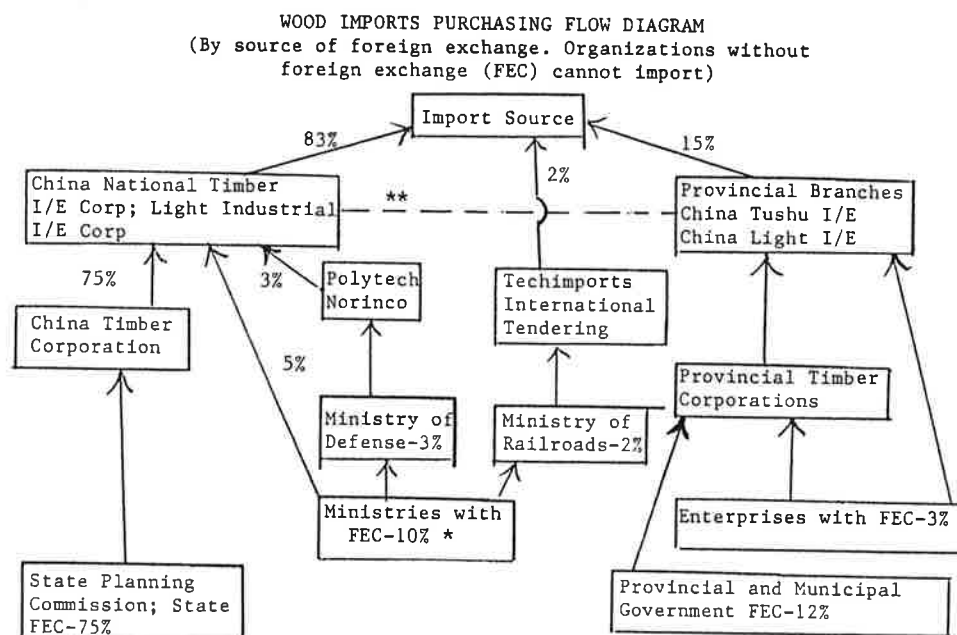 WOOD IMPORTS PURCHASING FLOW DIAGRAM
(By source of foreign exchange. Organizations without
foreign exchange (FEC) cannot import)
Import Source
83%
15%
2%
China National Timber
I/E Corp; Light Industrial
I/E Corp
**
Provincial Branches
China Tushu I/E
China Light I/E
75%
3%
Polytech
Norinco
Techimports
International
Tendering
China Timber
Corporation
5%
Provincial Timber
Corporations
Ministry of
Defense-3%
Ministry of
Railroads-2%
Ministries with
FEC-10% *
Enterprises with FEC-3%
State Planning
Commission; State
FEC-75%
Provincial and Municipal
Government FEC-12%